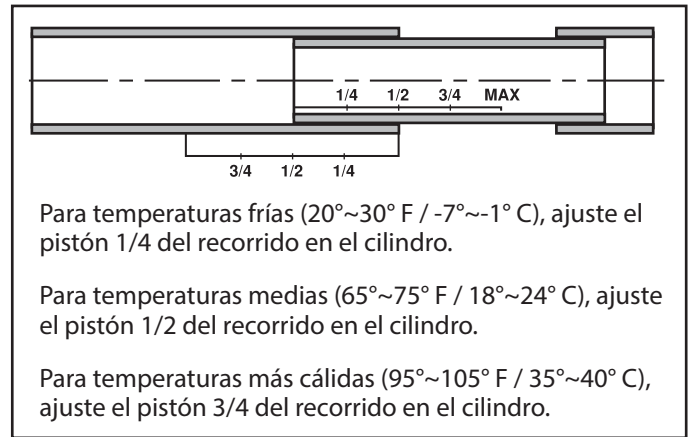 1/4 1/2 3/4 MAX
3/4 1/2 1/4
Para temperaturas frías (20°~30° F / -7°~-1° C), ajuste el
pistón 1/4 del recorrido en el cilindro.
Para temperaturas medias (65°~75° F / 18°~24° C), ajuste
el pistón 1/2 del recorrido en el cilindro.
Para temperaturas más cálidas (95°~105° F / 35°~40° C),
ajuste el pistón 3/4 del recorrido en el cilindro.